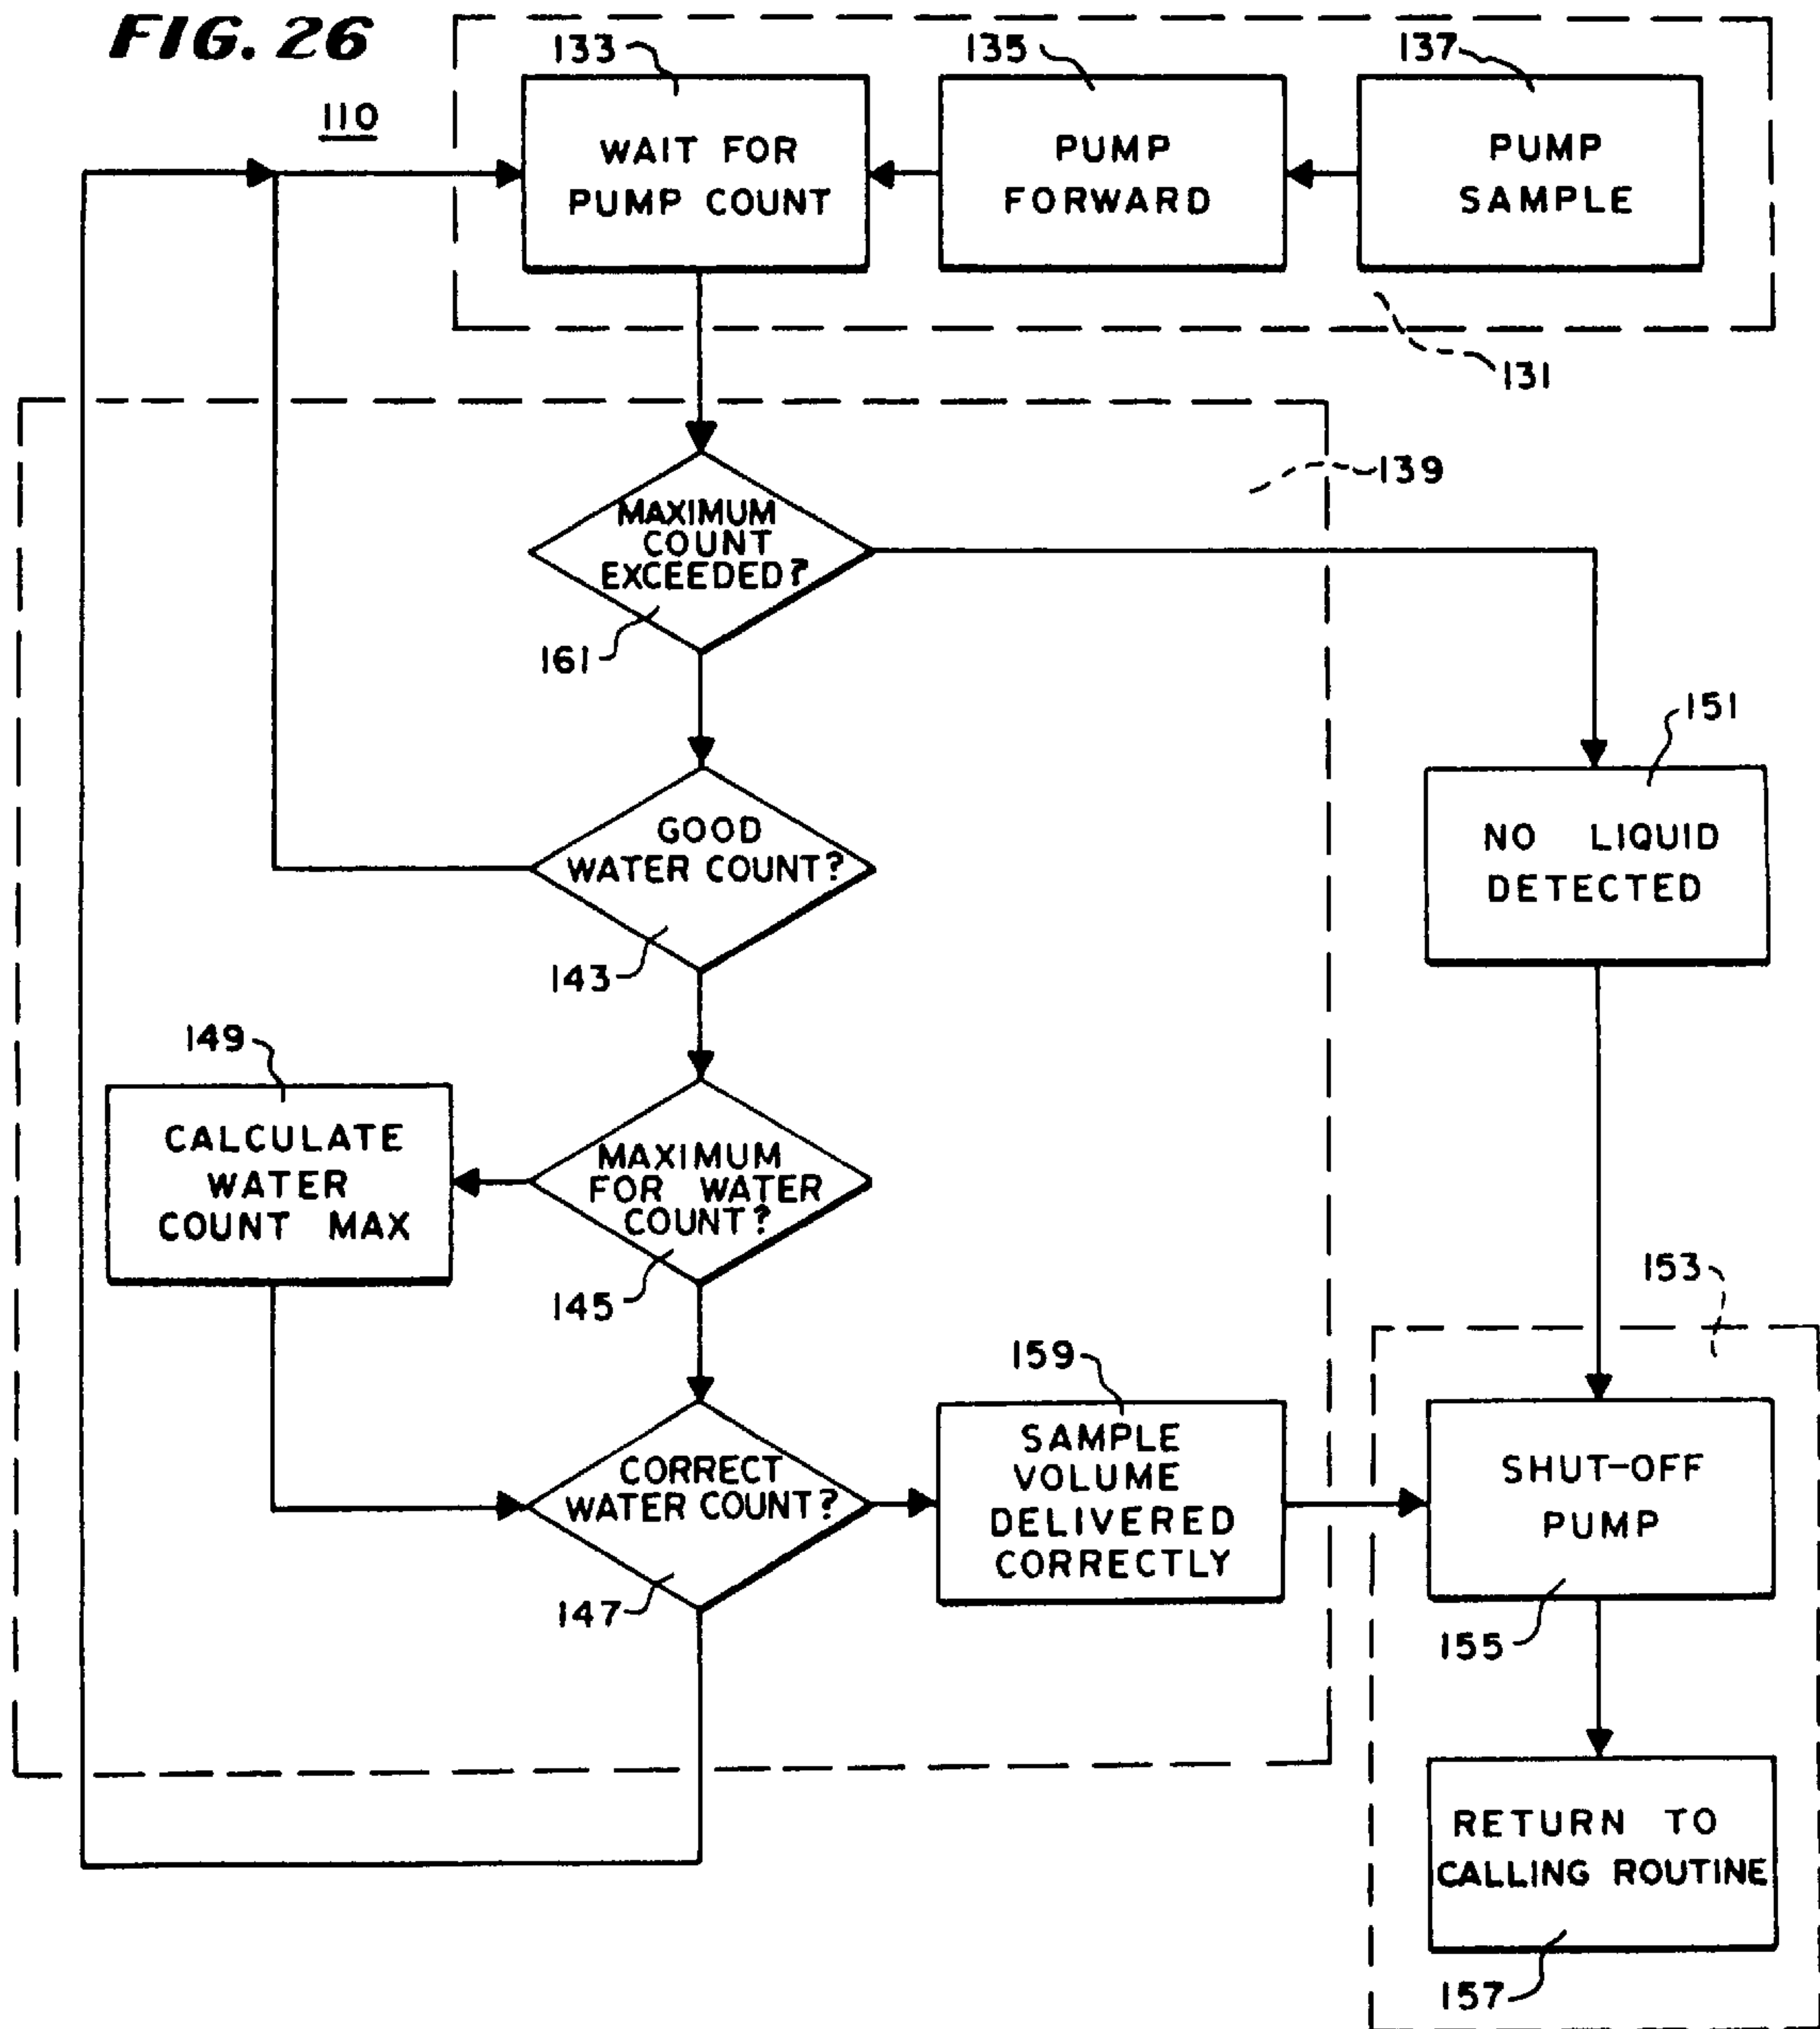 FIG. 26
110
133
135
137
WAIT FOR
PUMP COUNT
PUMP
FORWARD
PUMP
SAMPLE
131
139
MAXIMUM
COUNT
EXCEEDED?
161
151
GOOD
WATER COUNT?
143
NO LIQUID
DETECTED
149
CALCULATE
WATER
COUNT MAX
MAXIMUM
FOR WATER
COUNT?
145
153
159
CORRECT
WATER COUNT?
147
SAMPLE
VOLUME
DELIVERED
CORRECTLY
SHUT-OFF
PUMP
155
RETURN TO
CALLING ROUTINE
157